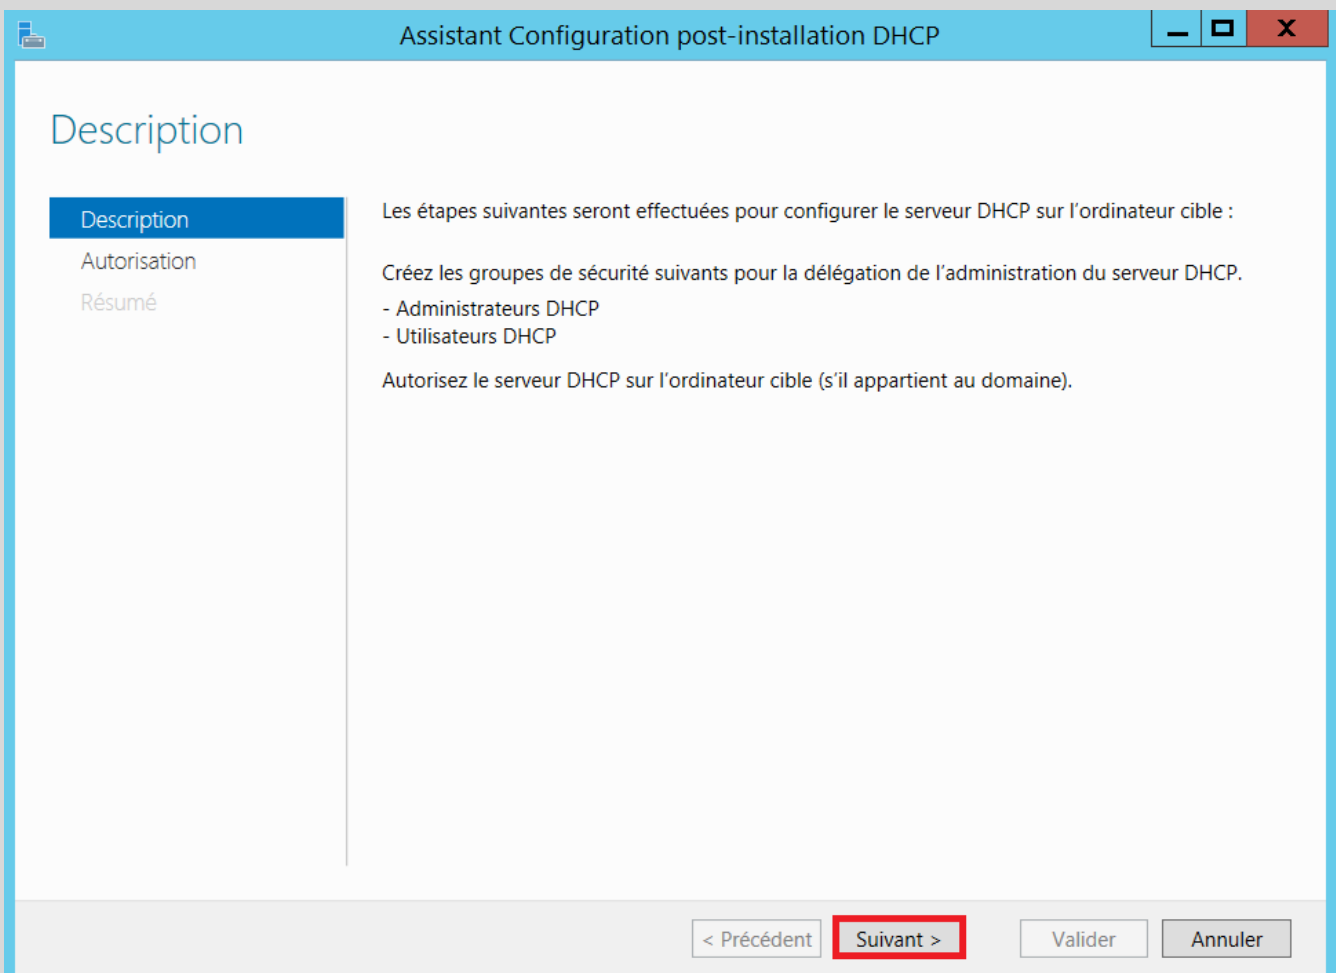 Assistant Configuration post-installation DHCP
Description
Description
Autorisation
Résumé
Les étapes suivantes seront effectuées pour configurer le serveur DHCP sur l'ordinateur cible :
Créez les groupes de sécurité suivants pour la délégation de l'administration du serveur DHCP.
- Administrateurs DHCP
- Utilisateurs DHCP
Autorisez le serveur DHCP sur l'ordinateur cible (s'il appartient au domaine).
< Précédent Suivant > Valider Annuler